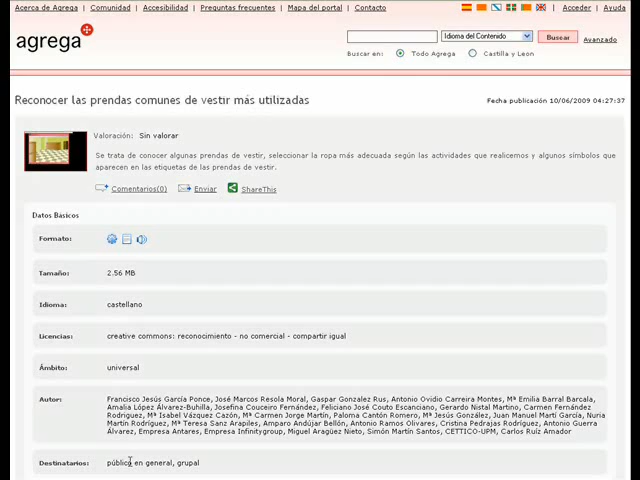 Acerca de Agrega | Comunidad | Accesibilidad | Preguntas frecuentes | Mapa del portal | Contacto | Acceder | Ayuda
agrega
Idioma del Contenido
Buscar
Avanzado
Buscar en: Todo Agrega Castilla y Leon
Reconocer las prendas comunes de vestir más utilizadas
Fecha publicación 10/06/2009 04:27:37
Valoración: Sin valorar
Se trata de conocer algunas prendas de vestir, seleccionar la ropa más adecuada según las actividades que realicemos y algunos símbolos que
aparecen en las etiquetas de las prendas de vestir.
Comentarios(0) Enviar ShareThis
Datos Básicos
Formato:
Tamaño: 2.56 MB
Idioma: castellano
Licencias: creative commons: reconocimiento - no comercial - compartir igual
Ámbito: universal
Autor: Francisco Jesús García Ponce, José Marcos Resola Moral, Gaspar Gonzalez Rus, Antonio Ovidio Carreira Montes, Mª Emilia Barral Barcala,
Amalia López Álvarez-Buhilla, Josefina Couceiro Fernández, Feliciano José Couto Escanciano, Gerardo Nistal Martino, Carmen Fernández
Rodriguez, Mª Isabel Vázquez Cazón, Mª Carmen Jorge Martín, Paloma Cantón Romero, Mª Jesús González, Juan Manuel Martí García, Nuria
Martín Rodríguez, Mª Teresa Sanz Arapiles, Amparo Andújar Bellón, Antonio Ramos Olivares, Cristina Pedrajas Rodríguez, Antonio Guerra
Álvarez, Empresa Antares, Empresa Infinitygroup, Miguel Aragüez Nieto, Simón Martín Santos, CETTICO-UPM, Carlos Ruíz Amador
Destinatarios: público en general, grupal